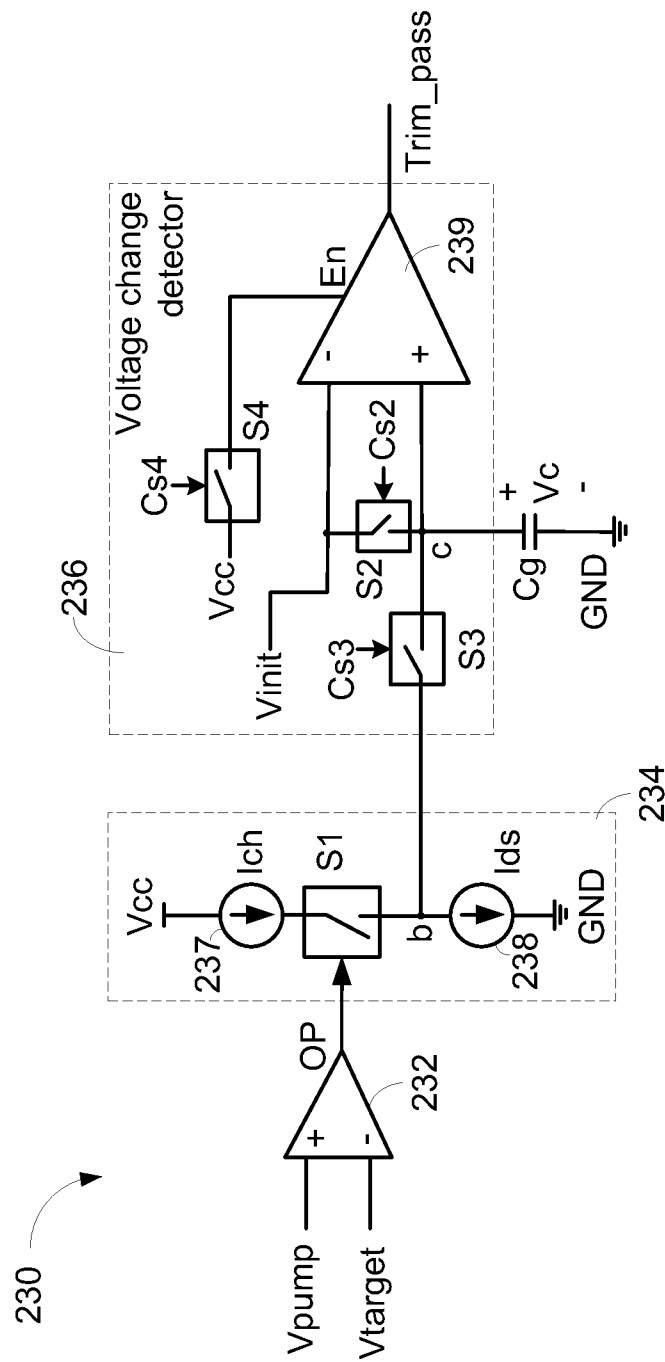 230
Vpump
Vtarget
+
-
OP
232
Vcc
237
Ich
S1
b
238
Ids
GND
234
236
Voltage change
detector
Vinit
Cs3
S3
Vcc
Cs4
S4
S2
Cs2
c
En
-
+
239
Trim_pass
Cg
+
Vc
-
GND